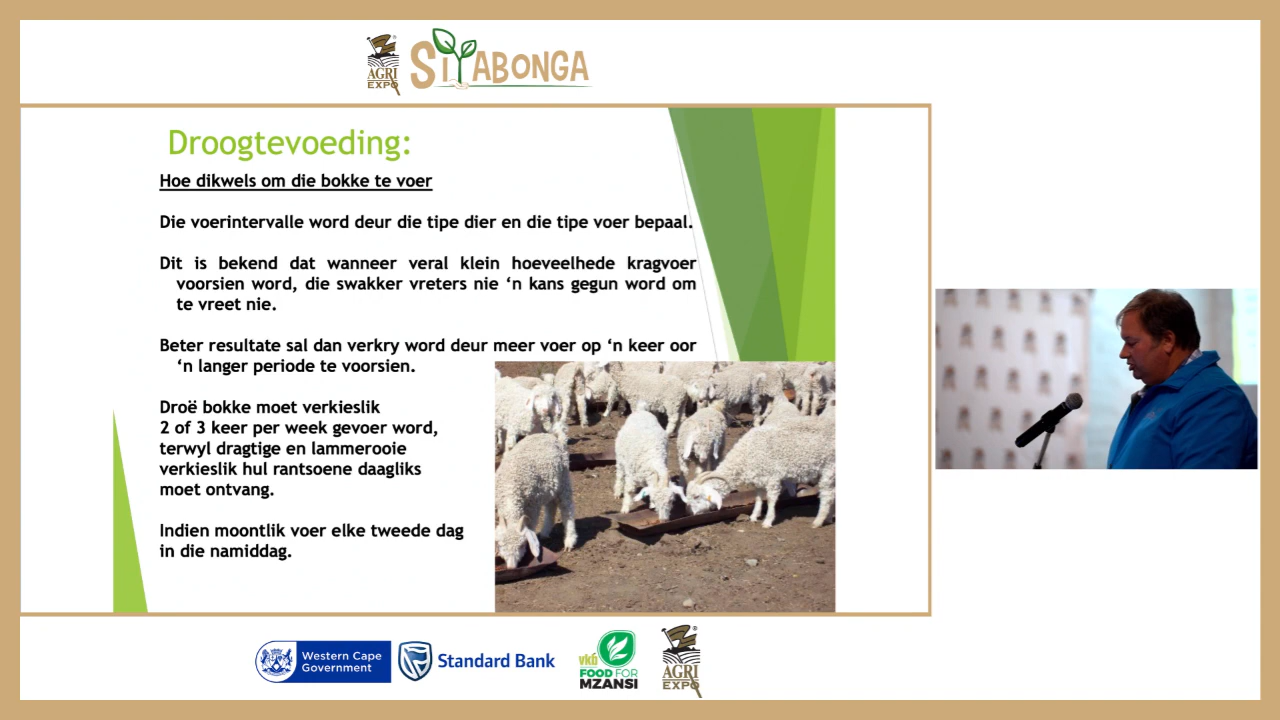 AGRI
EXPO
SIYABONGA
Droogtevoeding:
Hoe dikwels om die bokke te voer
Die voerintervalle word deur die tipe dier en die tipe voer bepaal.
Dit is bekend dat wanneer veral klein hoeveelhede kragvoer
voorsien word, die swakker vreters nie ‘n kans gegun word om
te vreet nie.
Beter resultate sal dan verkry word deur meer voer op ‘n keer oor
‘n langer periode te voorsien.
Droë bokke moet verkieslik
2 of 3 keer per week gevoer word,
terwyl dragtige en lammerooie
verkieslik hul rantsoene daagliks
moet ontvang.
Indien moontlik voer elke tweede dag
in die namiddag.
Western Cape
Government
Standard Bank
vkb
FOOD FOR
MZANSI
AGRI
EXPO